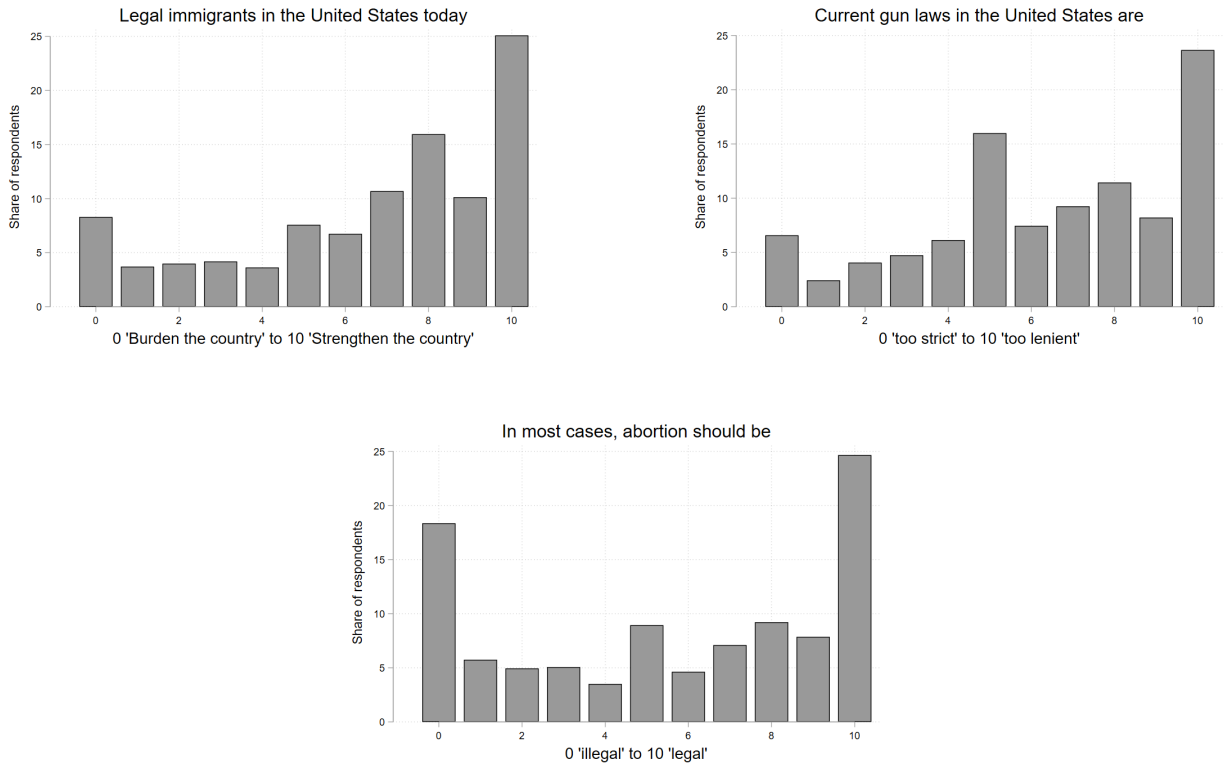 Legal immigrants in the United States today
25
20
15
10
5
0
Share of respondents
0 2 4 6 8 10
0 'Burden the country' to 10 'Strengthen the country'
Current gun laws in the United States are
25
20
15
10
5
0
Share of respondents
0 2 4 6 8 10
0 'too strict' to 10 'too lenient'
In most cases, abortion should be
25
20
15
10
5
0
Share of respondents
0 2 4 6 8 10
0 'illegal' to 10 'legal'